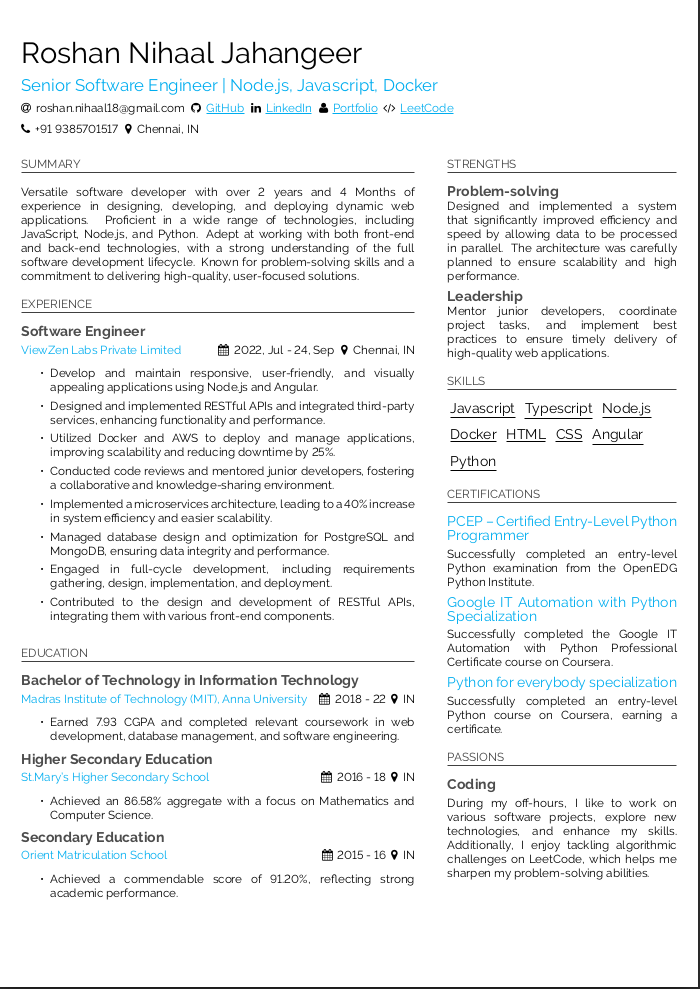 Roshan Nihaal Jahangeer
Senior Software Engineer | Node.js, Javascript, Docker
roshan.nihaal18@gmail.com GitHub LinkedIn Portfolio LeetCode
+91 9385701517 Chennai, IN
SUMMARY
Versatile software developer with over 2 years and 4 Months of
experience in designing, developing, and deploying dynamic web
applications. Proficient in a wide range of technologies, including
JavaScript, Node.js, and Python. Adept at working with both front-end
and back-end technologies, with a strong understanding of the full
software development lifecycle. Known for problem-solving skills and a
commitment to delivering high-quality, user-focused solutions.
EXPERIENCE
Software Engineer
ViewZen Labs Private Limited 2022, Jul - 24, Sep Chennai, IN
• Develop and maintain responsive, user-friendly, and visually
appealing applications using Node.js and Angular.
• Designed and implemented RESTful APIs and integrated third-party
services, enhancing functionality and performance.
• Utilized Docker and AWS to deploy and manage applications,
improving scalability and reducing downtime by 25%.
• Conducted code reviews and mentored junior developers, fostering
a collaborative and knowledge-sharing environment.
• Implemented a microservices architecture, leading to a 40% increase
in system efficiency and easier scalability.
• Managed database design and optimization for PostgreSQL and
MongoDB, ensuring data integrity and performance.
• Engaged in full-cycle development, including requirements
gathering, design, implementation, and deployment.
• Contributed to the design and development of RESTful APIs,
integrating them with various front-end components.
EDUCATION
Bachelor of Technology in Information Technology
Madras Institute of Technology (MIT), Anna University 2018 - 22 IN
• Earned 7.93 CGPA and completed relevant coursework in web
development, database management, and software engineering.
Higher Secondary Education
St.Mary's Higher Secondary School 2016 - 18 IN
• Achieved an 86.58% aggregate with a focus on Mathematics and
Computer Science.
Secondary Education
Orient Matriculation School 2015 - 16 IN
• Achieved a commendable score of 91.20%, reflecting strong
academic performance.
STRENGTHS
Problem-solving
Designed and implemented a system
that significantly improved efficiency and
speed by allowing data to be processed
in parallel. The architecture was carefully
planned to ensure scalability and high
performance.
Leadership
Mentor junior developers, coordinate
project tasks, and implement best
practices to ensure timely delivery of
high-quality web applications.
SKILLS
Javascript Typescript Node.js
Docker HTML CSS Angular
Python
CERTIFICATIONS
PCEP – Certified Entry-Level Python
Programmer
Successfully completed an entry-level
Python examination from the OpenEDG
Python Institute.
Google IT Automation with Python
Specialization
Successfully completed the Google IT
Automation with Python Professional
Certificate course on Coursera.
Python for everybody specialization
Successfully completed an entry-level
Python course on Coursera, earning a
certificate.
PASSIONS
Coding
During my off-hours, I like to work on
various software projects, explore new
technologies, and enhance my skills.
Additionally, I enjoy tackling algorithmic
challenges on LeetCode, which helps me
sharpen my problem-solving abilities.